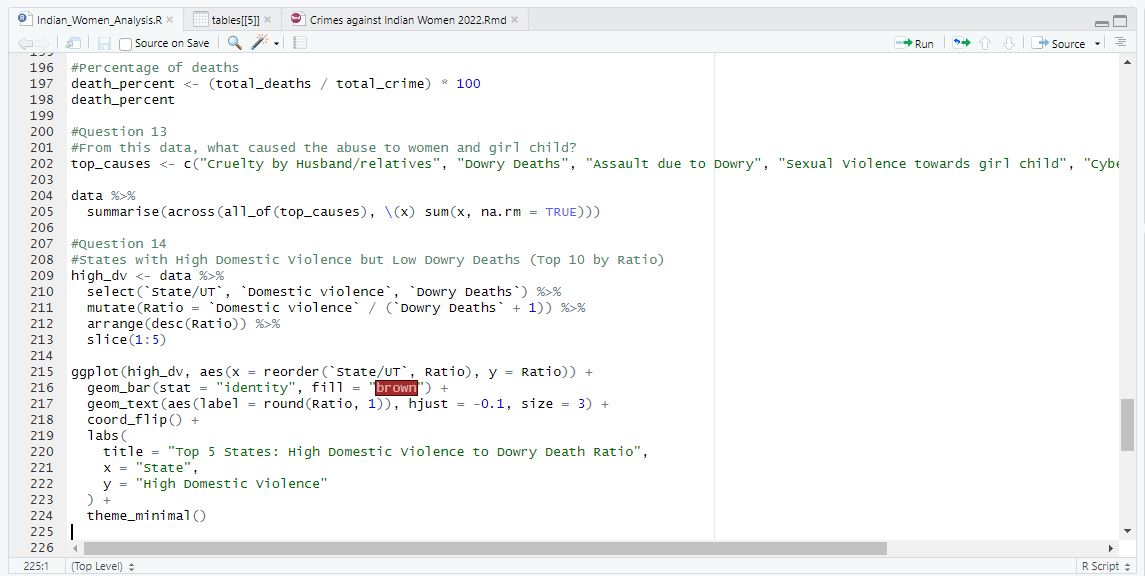 Indian_Women_Analysis.R
tables[[5]]
Crimes against Indian Women 2022.Rmd
Source on Save
Run
Source
195
196 #Percentage of deaths
197 death_percent <- (total_deaths / total_crime) * 100
198 death_percent
199
200 #Question 13
201 #From this data, what caused the abuse to women and girl child?
202 top_causes <- c("Cruelty by Husband/relatives", "Dowry Deaths", "Assault due to Dowry", "Sexual Violence towards girl child", "Cybe
203
204 data %>%
205 summarise(across(all_of(top_causes), \(x) sum(x, na.rm = TRUE)))
206
207 #Question 14
208 #States with High Domestic Violence but Low Dowry Deaths (Top 10 by Ratio)
209 high_dv <- data %>%
210 select(`State/UT`, `Domestic violence`, `Dowry Deaths`) %>%
211 mutate(Ratio = `Domestic violence` / (`Dowry Deaths` + 1)) %>%
212 arrange(desc(Ratio)) %>%
213 slice(1:5)
214
215 ggplot(high_dv, aes(x = reorder(`State/UT`, Ratio), y = Ratio)) +
216 geom_bar(stat = "identity", fill = "brown") +
217 geom_text(aes(label = round(Ratio, 1)), hjust = -0.1, size = 3) +
218 coord_flip() +
219 labs(
220 title = "Top 5 States: High Domestic Violence to Dowry Death Ratio",
221 x = "State",
222 y = "High Domestic Violence"
223 ) +
224 theme_minimal()
225
226
225:1 (Top Level) R Script